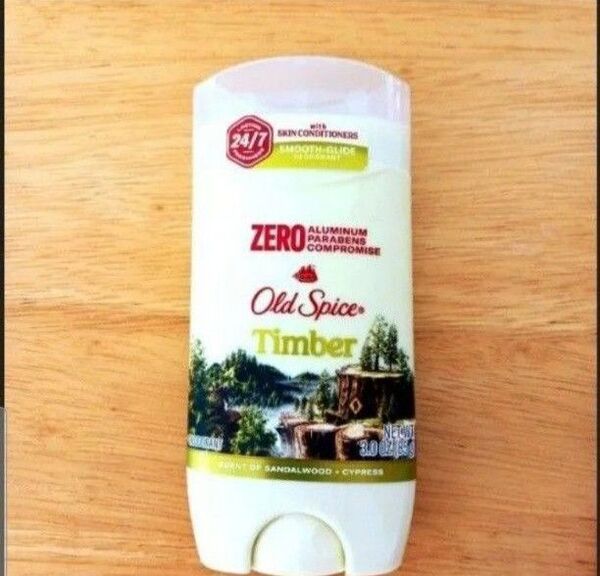 with
SKIN CONDITIONERS
24/7
SMOOTH-GLIDE
DEODORANT
ZERO ALUMINUM
PARABENS
COMPROMISE
Old Spice
Timber
NET WT
3.0 OZ
SCENT OF SANDALWOOD + CYPRESS